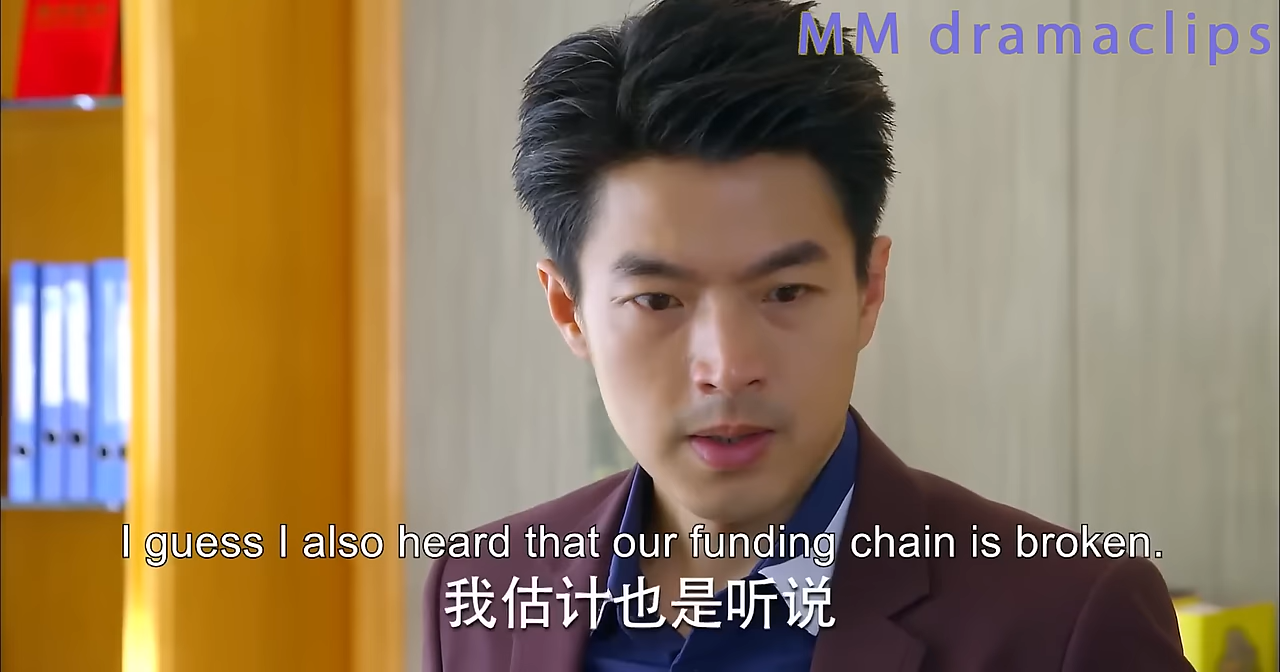 MM dramaclips
I guess I also heard that our funding chain is broken.
我估计也是听说